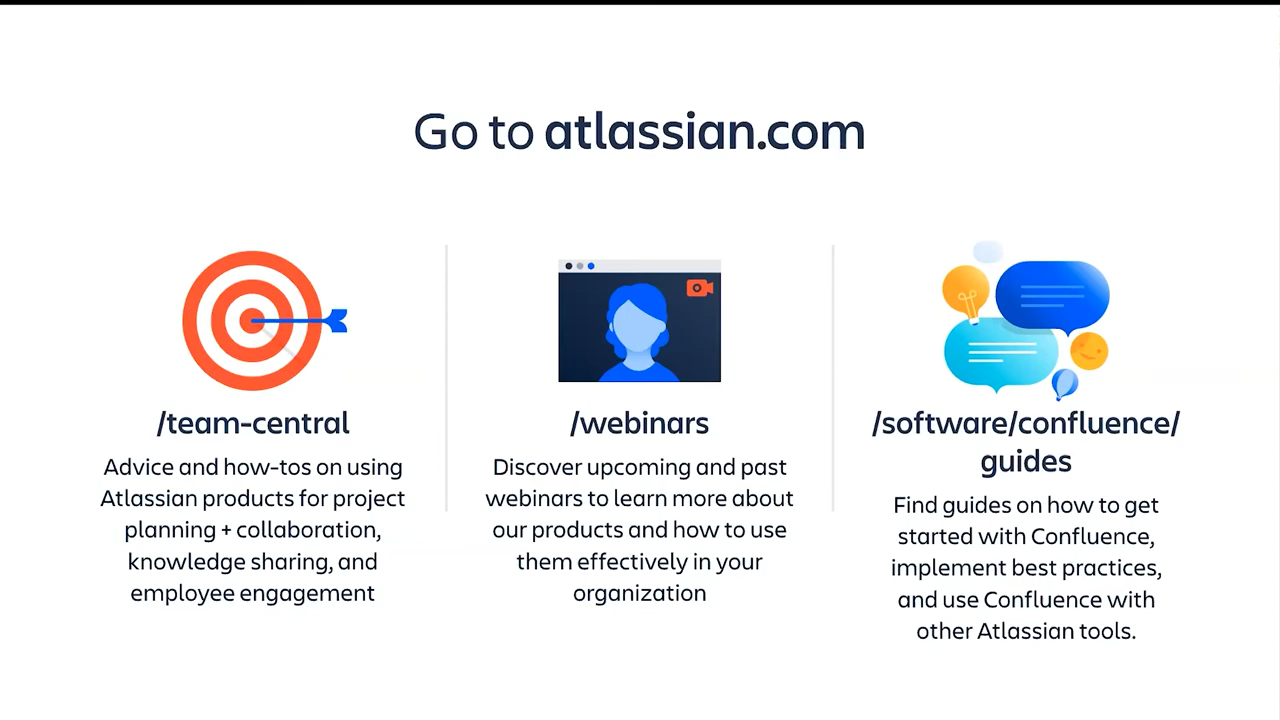 Go to atlassian.com
/team-central
Advice and how-tos on using
Atlassian products for project
planning + collaboration,
knowledge sharing, and
employee engagement
/webinars
Discover upcoming and past
webinars to learn more about
our products and how to use
them effectively in your
organization
/software/confluence/
guides
Find guides on how to get
started with Confluence,
implement best practices,
and use Confluence with
other Atlassian tools.